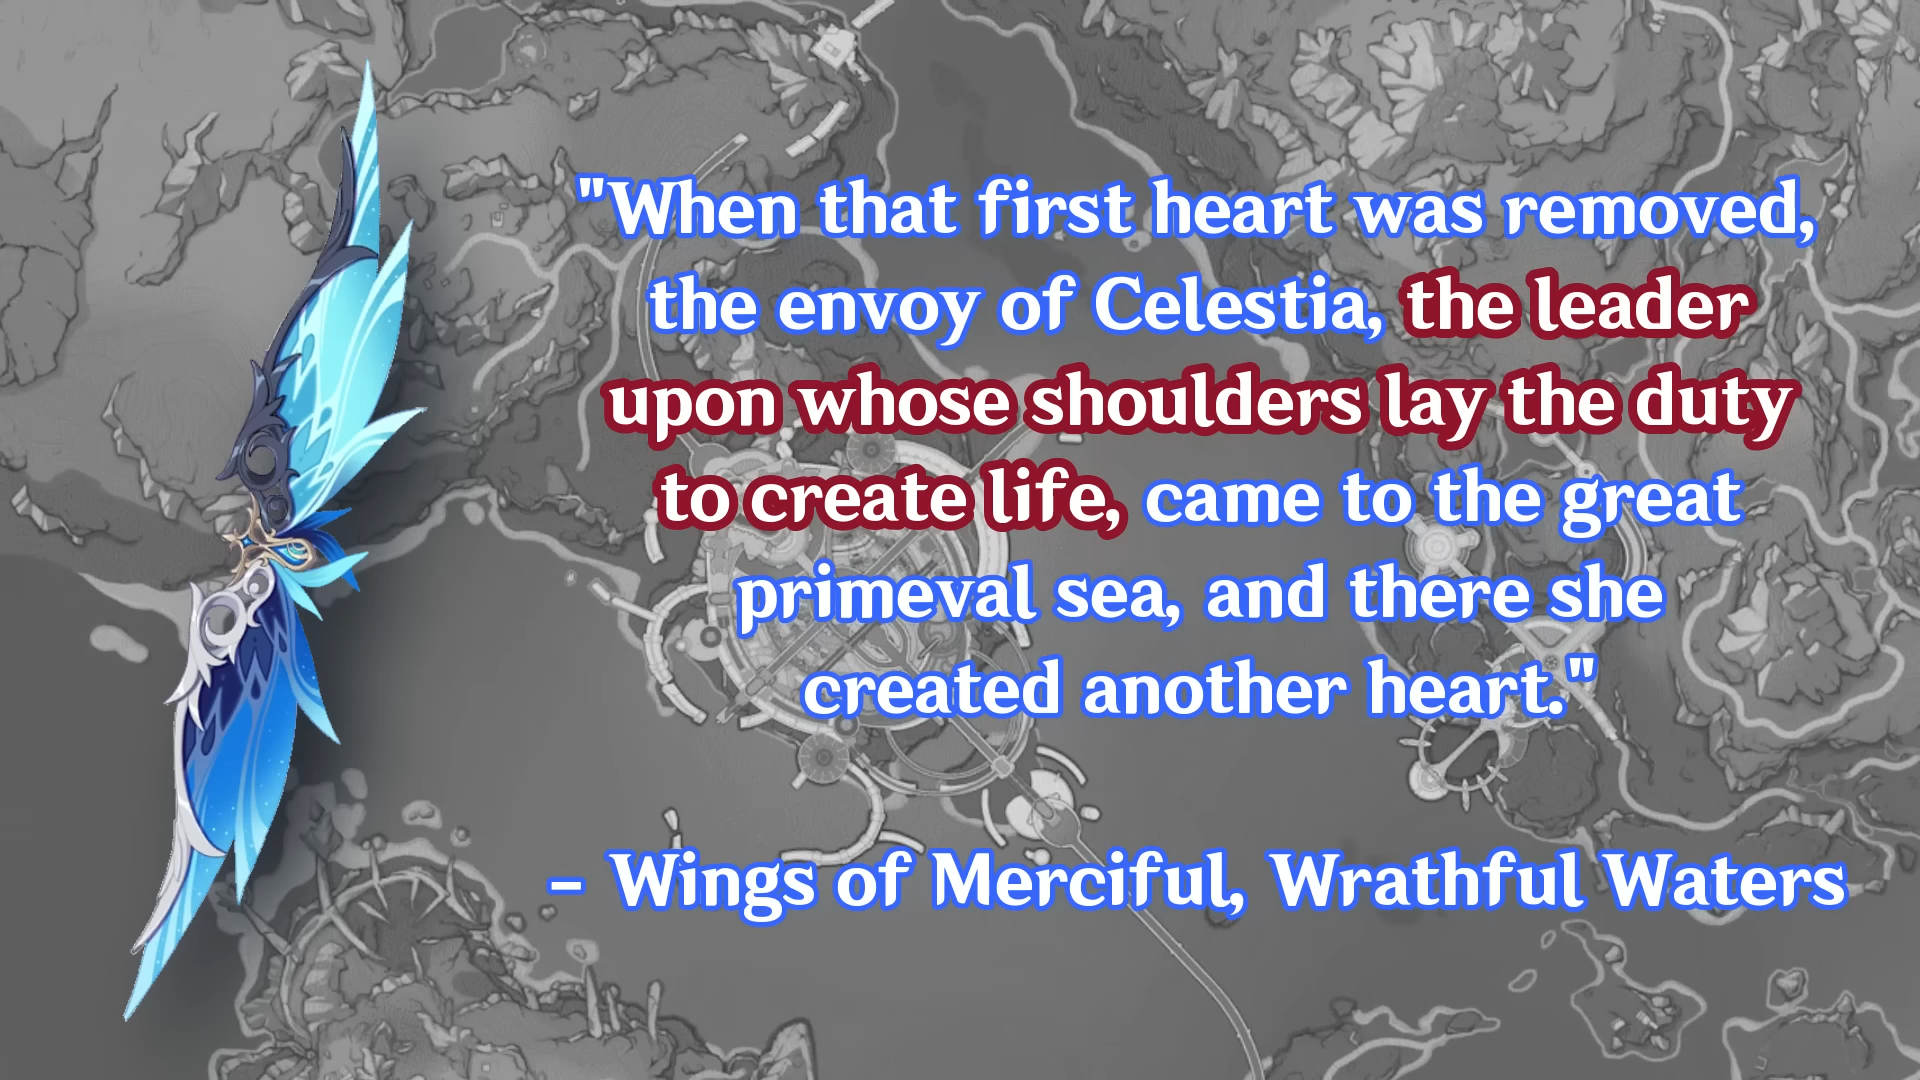 "When that first heart was removed,
the envoy of Celestia, the leader
upon whose shoulders lay the duty
to create life, came to the great
primeval sea, and there she
created another heart."
- Wings of Merciful, Wrathful Waters